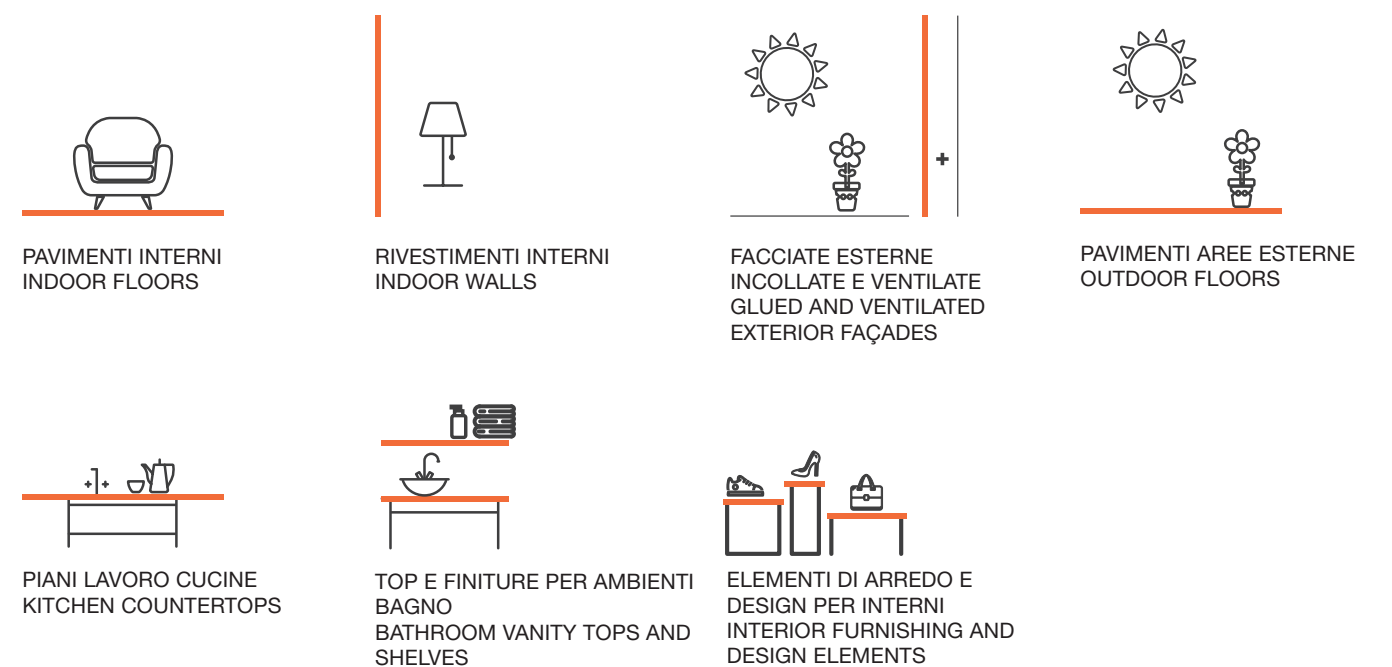 PAVIMENTI INTERNI
INDOOR FLOORS
RIVESTIMENTI INTERNI
INDOOR WALLS
FACCIATE ESTERNE
INCOLLATE E VENTILATE
GLUED AND VENTILATED
EXTERIOR FAÇADES
PAVIMENTI AREE ESTERNE
OUTDOOR FLOORS
PIANI LAVORO CUCINE
KITCHEN COUNTERTOPS
TOP E FINITURE PER AMBIENTI
BAGNO
BATHROOM VANITY TOPS AND
SHELVES
ELEMENTI DI ARREDO E
DESIGN PER INTERNI
INTERIOR FURNISHING AND
DESIGN ELEMENTS